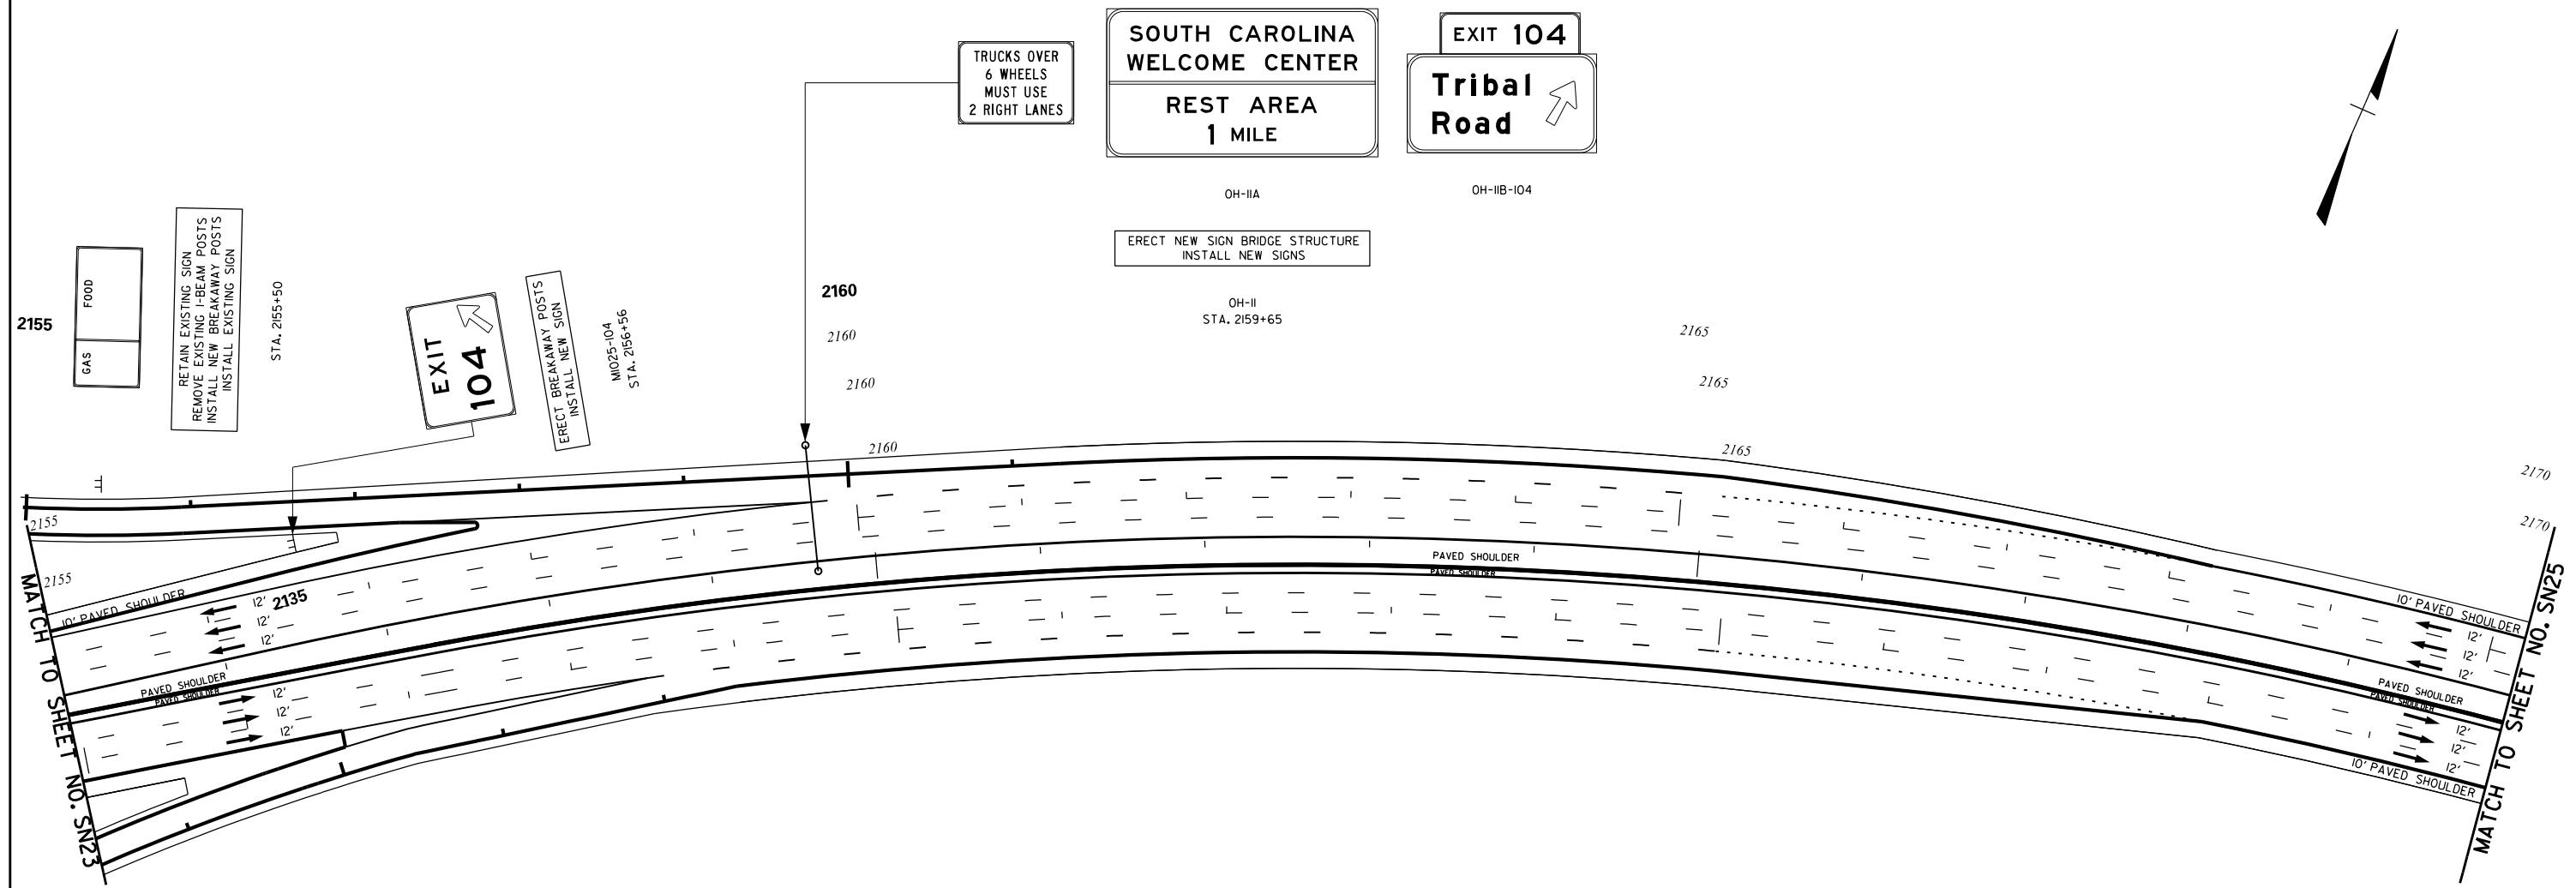 TRUCKS OVER
6 WHEELS
MUST USE
2 RIGHT LANES
SOUTH CAROLINA
WELCOME CENTER
REST AREA
1 MILE
OH-11A
EXIT 104
Tribal
Road
OH-11B-104
ERECT NEW SIGN BRIDGE STRUCTURE
INSTALL NEW SIGNS
OH-11
STA. 2159+65
2155
GAS FOOD
RETAIN EXISTING SIGN
REMOVE EXISTING I-BEAM POSTS
INSTALL NEW BREAKAWAY POSTS
INSTALL EXISTING SIGN
STA. 2155+50
EXIT
104
ERECT BREAKAWAY POSTS
INSTALL NEW SIGN
M1025-104
STA. 2156+56
2160
2160
2160
2160
2165
2165
2165
2170
2170
2155
2155
MATCH TO SHEET NO. SN23
10' PAVED SHOULDER
12'
12'
12'
2135
PAVED SHOULDER
PAVED SHOULDER
12'
12'
12'
PAVED SHOULDER
PAVED SHOULDER
10' PAVED SHOULDER
12'
12'
12'
PAVED SHOULDER
PAVED SHOULDER
12'
12'
12'
10' PAVED SHOULDER
MATCH TO SHEET NO. SN25